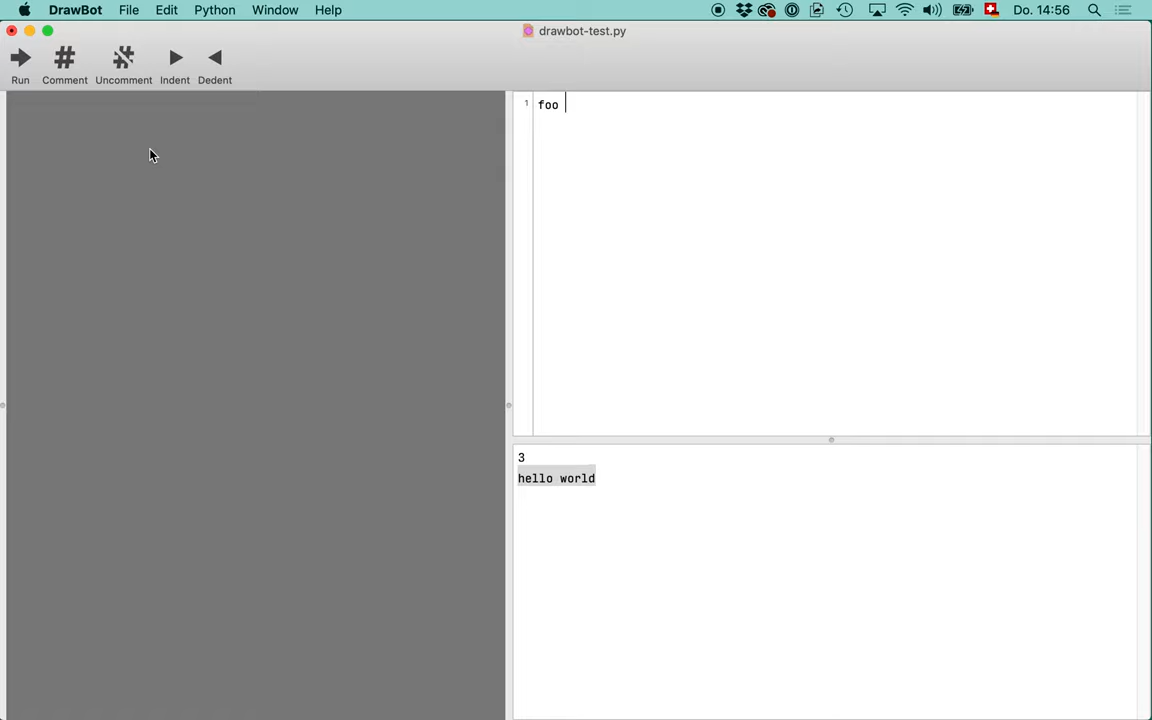 DrawBot File Edit Python Window Help Do. 14:56
drawbot-test.py
Run Comment Uncomment Indent Dedent
1 foo
3
hello world